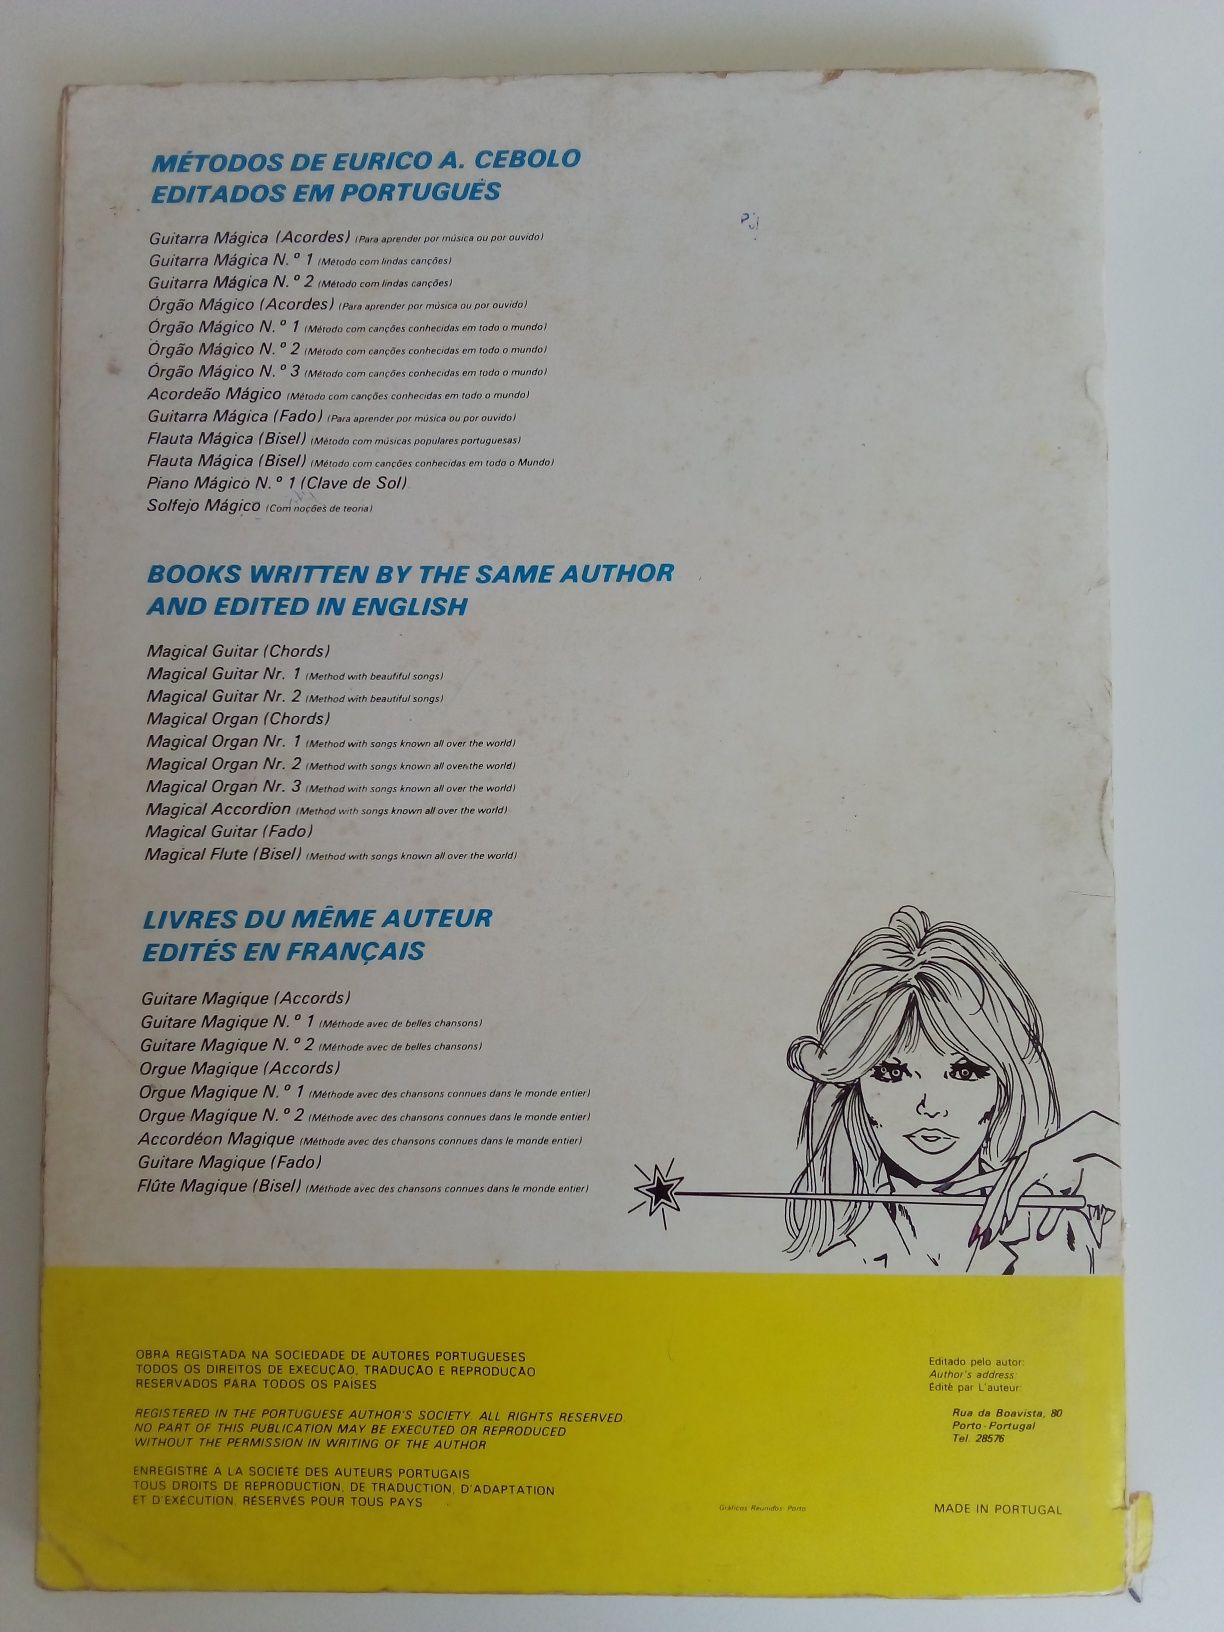 MÉTODOS DE EURICO A. CEBOLO
EDITADOS EM PORTUGUÊS
Guitarra Mágica (Acordes) (Para aprender por música ou por ouvido)
Guitarra Mágica N.º 1 (Método com lindas canções)
Guitarra Mágica N.º 2 (Método com lindas canções)
Órgão Mágico (Acordes) (Para aprender por música ou por ouvido)
Órgão Mágico N.º 1 (Método com canções conhecidas em todo o mundo)
Órgão Mágico N.º 2 (Método com canções conhecidas em todo o mundo)
Órgão Mágico N.º 3 (Método com canções conhecidas em todo o mundo)
Acordeão Mágico (Método com canções conhecidas em todo o mundo)
Guitarra Mágica (Fado) (Para aprender por música ou por ouvido)
Flauta Mágica (Bisel) (Método com músicas populares portuguesas)
Flauta Mágica (Bisel) (Método com canções conhecidas em todo o Mundo)
Piano Mágico N.º 1 (Clave de Sol)
Solfejo Mágico (Com noções de teoria)
BOOKS WRITTEN BY THE SAME AUTHOR
AND EDITED IN ENGLISH
Magical Guitar (Chords)
Magical Guitar Nr. 1 (Method with beautiful songs)
Magical Guitar Nr. 2 (Method with beautiful songs)
Magical Organ (Chords)
Magical Organ Nr. 1 (Method with songs known all over the world)
Magical Organ Nr. 2 (Method with songs known all over the world)
Magical Organ Nr. 3 (Method with songs known all over the world)
Magical Accordion (Method with songs known all over the world)
Magical Guitar (Fado)
Magical Flute (Bisel) (Method with songs known all over the world)
LIVRES DU MÊME AUTEUR
EDITÉS EN FRANÇAIS
Guitare Magique (Accords)
Guitare Magique N.º 1 (Méthode avec de belles chansons)
Guitare Magique N.º 2 (Méthode avec de belles chansons)
Orgue Magique (Accords)
Orgue Magique N.º 1 (Méthode avec des chansons connues dans le monde entier)
Orgue Magique N.º 2 (Méthode avec des chansons connues dans le monde entier)
Accordéon Magique (Méthode avec des chansons connues dans le monde entier)
Guitare Magique (Fado)
Flûte Magique (Bisel) (Méthode avec des chansons connues dans le monde entier)
OBRA REGISTADA NA SOCIEDADE DE AUTORES PORTUGUESES
TODOS OS DIREITOS DE EXECUÇÃO, TRADUÇÃO E REPRODUÇÃO
RESERVADOS PARA TODOS OS PAÍSES
REGISTERED IN THE PORTUGUESE AUTHOR'S SOCIETY. ALL RIGHTS RESERVED.
NO PART OF THIS PUBLICATION MAY BE EXECUTED OR REPRODUCED
WITHOUT THE PERMISSION IN WRITING OF THE AUTHOR
ENREGISTRÉ À LA SOCIÉTÉ DES AUTEURS PORTUGAIS
TOUS DROITS DE REPRODUCTION, DE TRADUCTION, D'ADAPTATION
ET D'EXÉCUTION, RÉSERVÉS POUR TOUS PAYS
Editado pelo autor:
Author's address:
Édité par L'auteur:
Rua da Boavista, 80
Porto-Portugal
Tel. 28576
Gráficos Reunidos Porto
MADE IN PORTUGAL